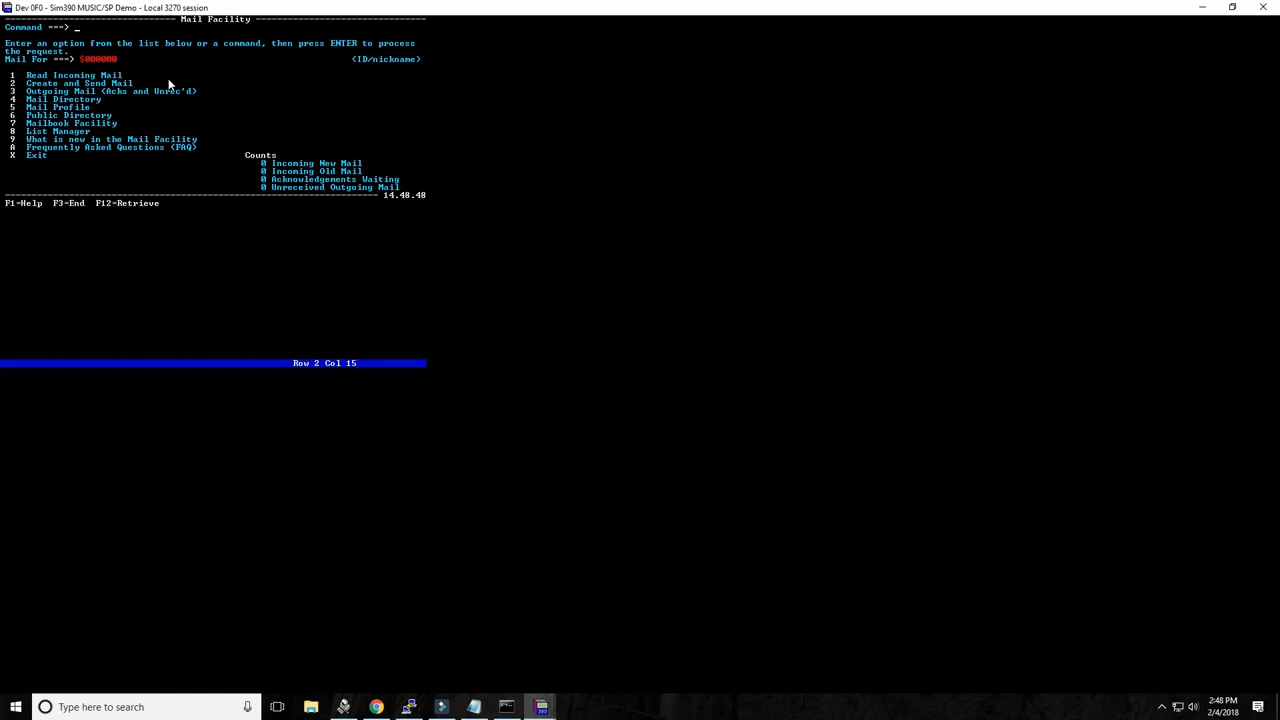 Dev 0F0 - Sim390 MUSIC/SP Demo - Local 3270 session
------------------------------- Mail Facility -------------------------------
Command ===> _
Enter an option from the list below or a command, then press ENTER to process
the request.
Mail For ===> $000000 (ID/nickname)
1 Read Incoming Mail
2 Create and Send Mail
3 Outgoing Mail (Acks and Unrec'd)
4 Mail Directory
5 Mail Profile
6 Public Directory
7 Mailbook Facility
8 List Manager
9 What is new in the Mail Facility
A Frequently Asked Questions (FAQ)
X Exit
Counts
0 Incoming New Mail
0 Incoming Old Mail
0 Acknowledgements Waiting
0 Unreceived Outgoing Mail
---------------------------------------------------------------------- 14.48.48
F1=Help F3=End F12=Retrieve
Row 2 Col 15
Type here to search
2:48 PM
2/4/2018